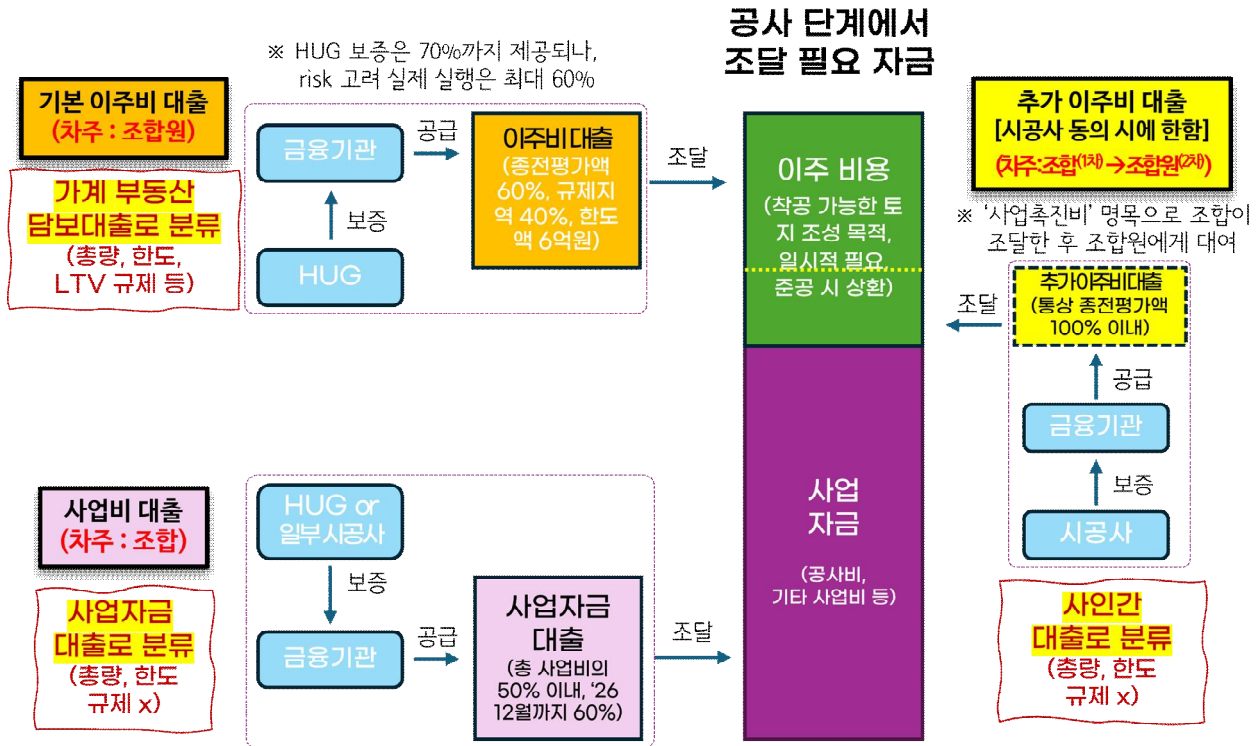 공사 단계에서
조달 필요 자금
※ HUG 보증은 70%까지 제공되나,
risk 고려 실제 실행은 최대 60%
기본 이주비 대출
(차주 : 조합원)
가계 부동산
담보대출로 분류
(총량, 한도,
LTV 규제 등)
금융기관
공급
보증
HUG
이주비 대출
(종전평가액
60%, 규제지
역 40%, 한도
액 6억원)
조달
이주 비용
(착공 가능한 토
지 조성 목적,
일시적 필요
준공 시 상환)
추가 이주비 대출
[시공사 동의 시에 한함]
(차주:조합(1차)→조합원(2차))
※ ‘사업촉진비’ 명목으로 조합이
조달한 후 조합원에게 대여
조달
추가이주비대출
(통상 종전평가액
100% 이내)
공급
금융기관
보증
시공사
사인간
대출로 분류
(총량, 한도
규제 x)
사업비 대출
(차주 : 조합)
사업자금
대출로 분류
(총량, 한도
규제 x)
HUG or
일부시공사
보증
금융기관
공급
사업자금
대출
(총 사업비의
50% 이내, ‘26
12월까지 60%)
조달
사업
자금
(공사비,
기타 사업비 등)